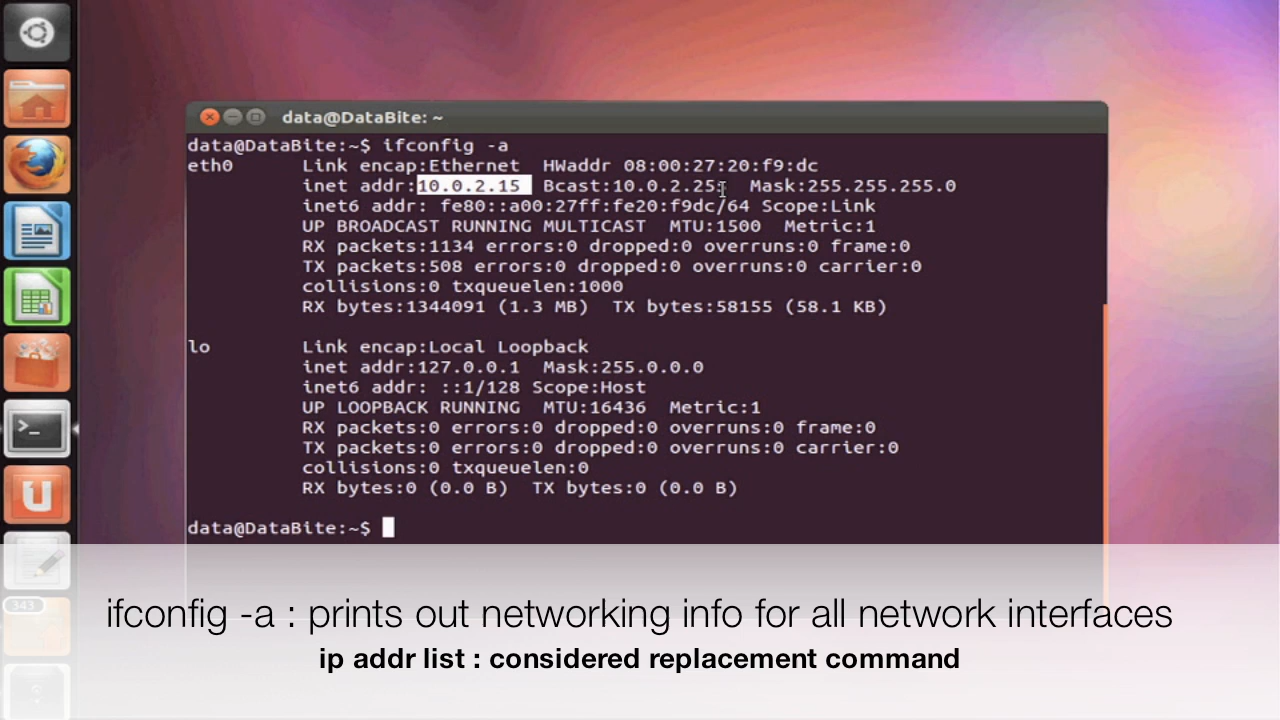 data@DataBite: ~
data@DataBite:~$ ifconfig -a
eth0 Link encap:Ethernet HWaddr 08:00:27:20:f9:dc
inet addr:10.0.2.15 Bcast:10.0.2.255 Mask:255.255.255.0
inet6 addr: fe80::a00:27ff:fe20:f9dc/64 Scope:Link
UP BROADCAST RUNNING MULTICAST MTU:1500 Metric:1
RX packets:1134 errors:0 dropped:0 overruns:0 frame:0
TX packets:508 errors:0 dropped:0 overruns:0 carrier:0
collisions:0 txqueuelen:1000
RX bytes:1344091 (1.3 MB) TX bytes:58155 (58.1 KB)
lo Link encap:Local Loopback
inet addr:127.0.0.1 Mask:255.0.0.0
inet6 addr: ::1/128 Scope:Host
UP LOOPBACK RUNNING MTU:16436 Metric:1
RX packets:0 errors:0 dropped:0 overruns:0 frame:0
TX packets:0 errors:0 dropped:0 overruns:0 carrier:0
collisions:0 txqueuelen:0
RX bytes:0 (0.0 B) TX bytes:0 (0.0 B)
data@DataBite:~$
343
ifconfig -a : prints out networking info for all network interfaces
ip addr list : considered replacement command